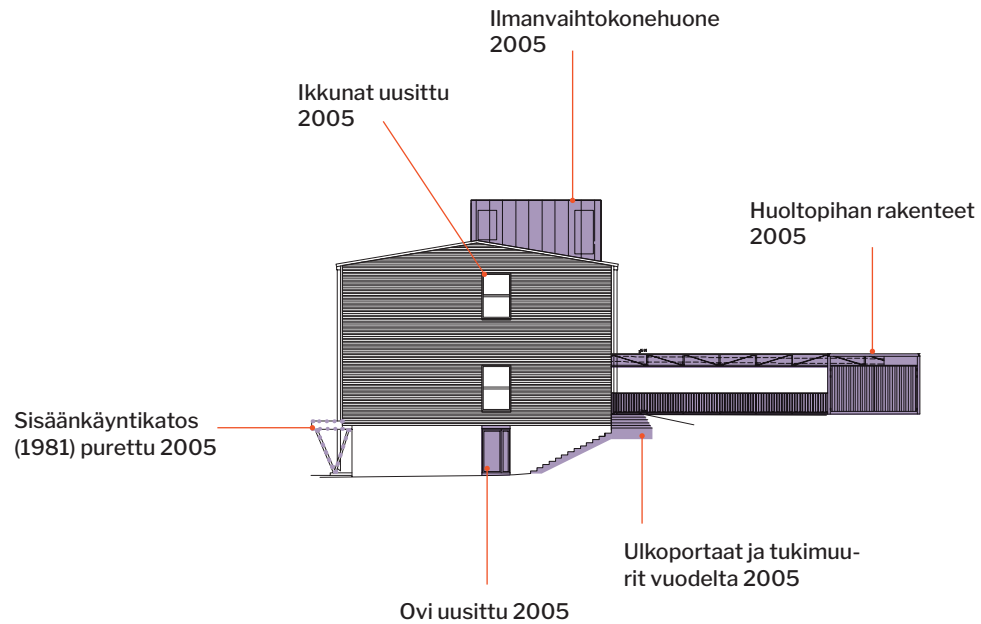 Ilmanvaihtokonehuone
2005
Ikkunat uusittu
2005
Huoltopihan rakenteet
2005
Sisäänkäyntikatos
(1981) purettu 2005
Ulkoportaat ja tukimuu-
rit vuodelta 2005
Ovi uusittu 2005